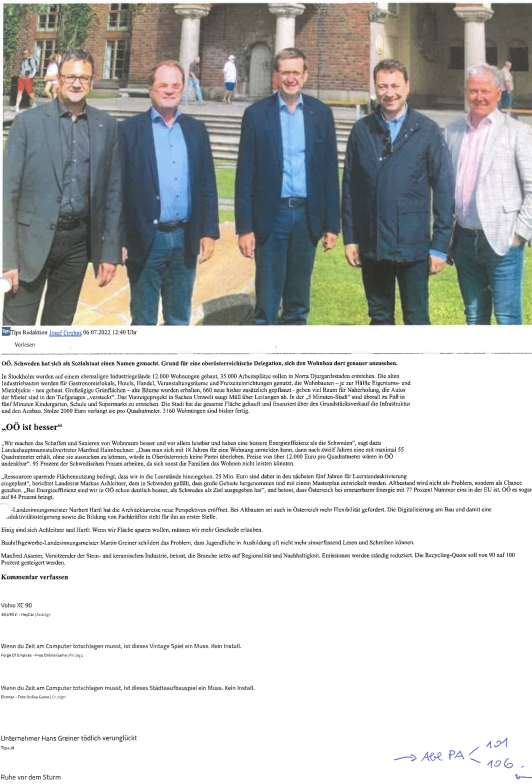 Tips Redaktion Josef Gruber, 06.07.2022 12:40 Uhr
Vorlesen
OÖ. Schweden hat sich als Sozialstaat einen Namen gemacht. Grund für eine oberösterreichische Delegation, sich den Wohnbau dort genauer anzusehen.
In Stockholm werden auf einem ehemaligen Industriegelände 12.000 Wohnungen gebaut, 35.000 Arbeitsplätze sollen in Norra Djurgardsstaden entstehen. Die alten
Industriebauten werden für Gastronomielokale, Hotels, Handel, Veranstaltungsräume und Freizeiteinrichtungen genutzt, die Wohnbauten – je zur Hälfte Eigentums- und
Mietobjekte - neu gebaut. Großzügige Grünflächen – alte Bäume wurden erhalten, 660 neue bisher zusätzlich gepflanzt - geben viel Raum für Naherholung, die Autos
der Mieter sind in den Tiefgaragen „versteckt“. Das Vorzeigeprojekt in Sachen Umwelt saugt Müll über Leitungen ab. In der „5 Minuten-Stadt“ sind überall zu Fuß in
fünf Minuten Kindergarten, Schule und Supermarkt zu erreichen. Die Stadt hat die gesamte Fläche gekauft und finanziert über den Grundstücksverkauf die Infrastruktur
und den Ausbau. Stolze 2000 Euro verlangt sie pro Quadratmeter. 3160 Wohnungen sind bisher fertig.
„OÖ ist besser“
„Wir machen das Schaffen und Sanieren von Wohnraum besser und vor allem leistbar und haben eine bessere Energieeffizienz als die Schweden“, sagt dazu
Landeshauptmannstellvertreter Manfred Haimbuchner. „Dass man sich mit 18 Jahren für eine Wohnung anmelden kann, dann nach zwölf Jahren eine mit maximal 55
Quadratmeter erhält, ohne sie aussuchen zu können, würde in Oberösterreich keine Partei überleben. Preise von über 12.000 Euro pro Quadratmeter wären in OÖ
undenkbar“. 95 Prozent der Schwedischen Frauen arbeiten, da sich sonst die Familien das Wohnen nicht leisten könnten.
„Ressourcen sparende Flächennutzung bedingt, dass wir in die Leerstände hineingehen. 25 Mio. Euro sind daher in den nächsten fünf Jahren für Leerstandsaktivierung
eingeplant“, berichtet Landesrat Markus Achleitner, dem in Schweden gefällt, dass große Gebiete hergenommen und mit einem Masterplan entwickelt werden. Altbestand wird nicht als Problem, sondern als Chance
gesehen. „Bei Energieeffizienz sind wir in OÖ schon deutlich besser, als Schweden als Ziel ausgegeben hat“, und betont, dass Österreich bei erneuerbarer Energie mit 77 Prozent Nummer eins in der EU ist, OÖ es sogar
auf 84 Prozent bringt.
-Landesinnungsmeister Norbert Hartl hat die Architekturreise neue Perspektiven eröffnet. Bei Altbauten sei auch in Österreich mehr Flexibilität gefordert. Die Digitalisierung am Bau und damit eine
sowie die Bildung von Fachkräften steht für ihn an erster Stelle.
Einig sind sich Achleitner und Hartl: Wenn wir Fläche sparen wollen, müssen wir mehr Geschoße erlauben.
Bauhilfsgewerbe-Landesinnungsmeister Martin Greiner schildert das Problem, dass Jugendliche in Ausbildung oft nicht mehr sinnerfassend Lesen und Schreiben können.
Manfred Asamer, Vorsitzender der Stein- und keramischen Industrie, betont, die Branche setze auf Regionalität und Nachhaltigkeit. Emissionen werden ständig reduziert. Die Recycling-Quote soll von 90 auf 100
Prozent gesteigert werden.
Kommentar verfassen
Volvo XC 90
Wenn du Zeit am Computer totschlagen musst, ist dieses Vintage Spiel ein Muss. Kein Install.
Forge Of Empires - Free Online Game | Anzeige
Wenn du Zeit am Computer totschlagen musst, ist dieses Städteaufbauspiel ein Muss. Kein Install.
Elvenar - Free Online Game | Anzeige
Unternehmer Hans Greiner tödlich verunglückt
Tips.at
→ Abl PA < 101
106
Ruhe vor dem Sturm